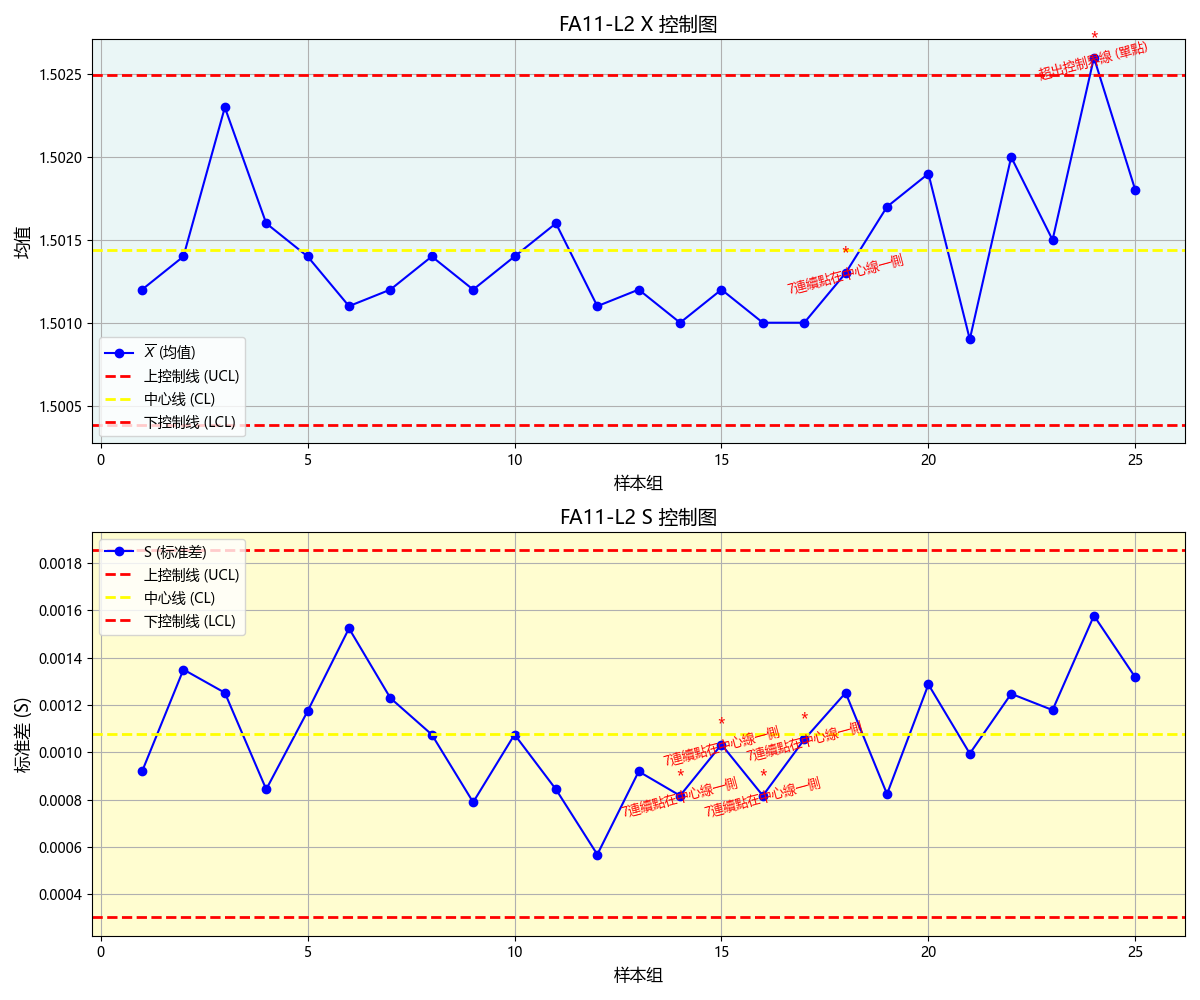 FA11-L2 X 控制图
均值
1.5025
1.5020
1.5015
1.5010
1.5005
*
超出控制界線 (單點)
*
7連續點在中心線一側
X (均值)
上控制线 (UCL)
中心线 (CL)
下控制线 (LCL)
0 5 10 15 20 25
样本组
FA11-L2 S 控制图
标准差 (S)
0.0018
0.0016
0.0014
0.0012
0.0010
0.0008
0.0006
0.0004
S (标准差)
上控制线 (UCL)
中心线 (CL)
下控制线 (LCL)
*
7連續點在中心線一側
*
7連續點在中心線一側
*
7連續點在中心線一側
*
7連續點在中心線一側
0 5 10 15 20 25
样本组